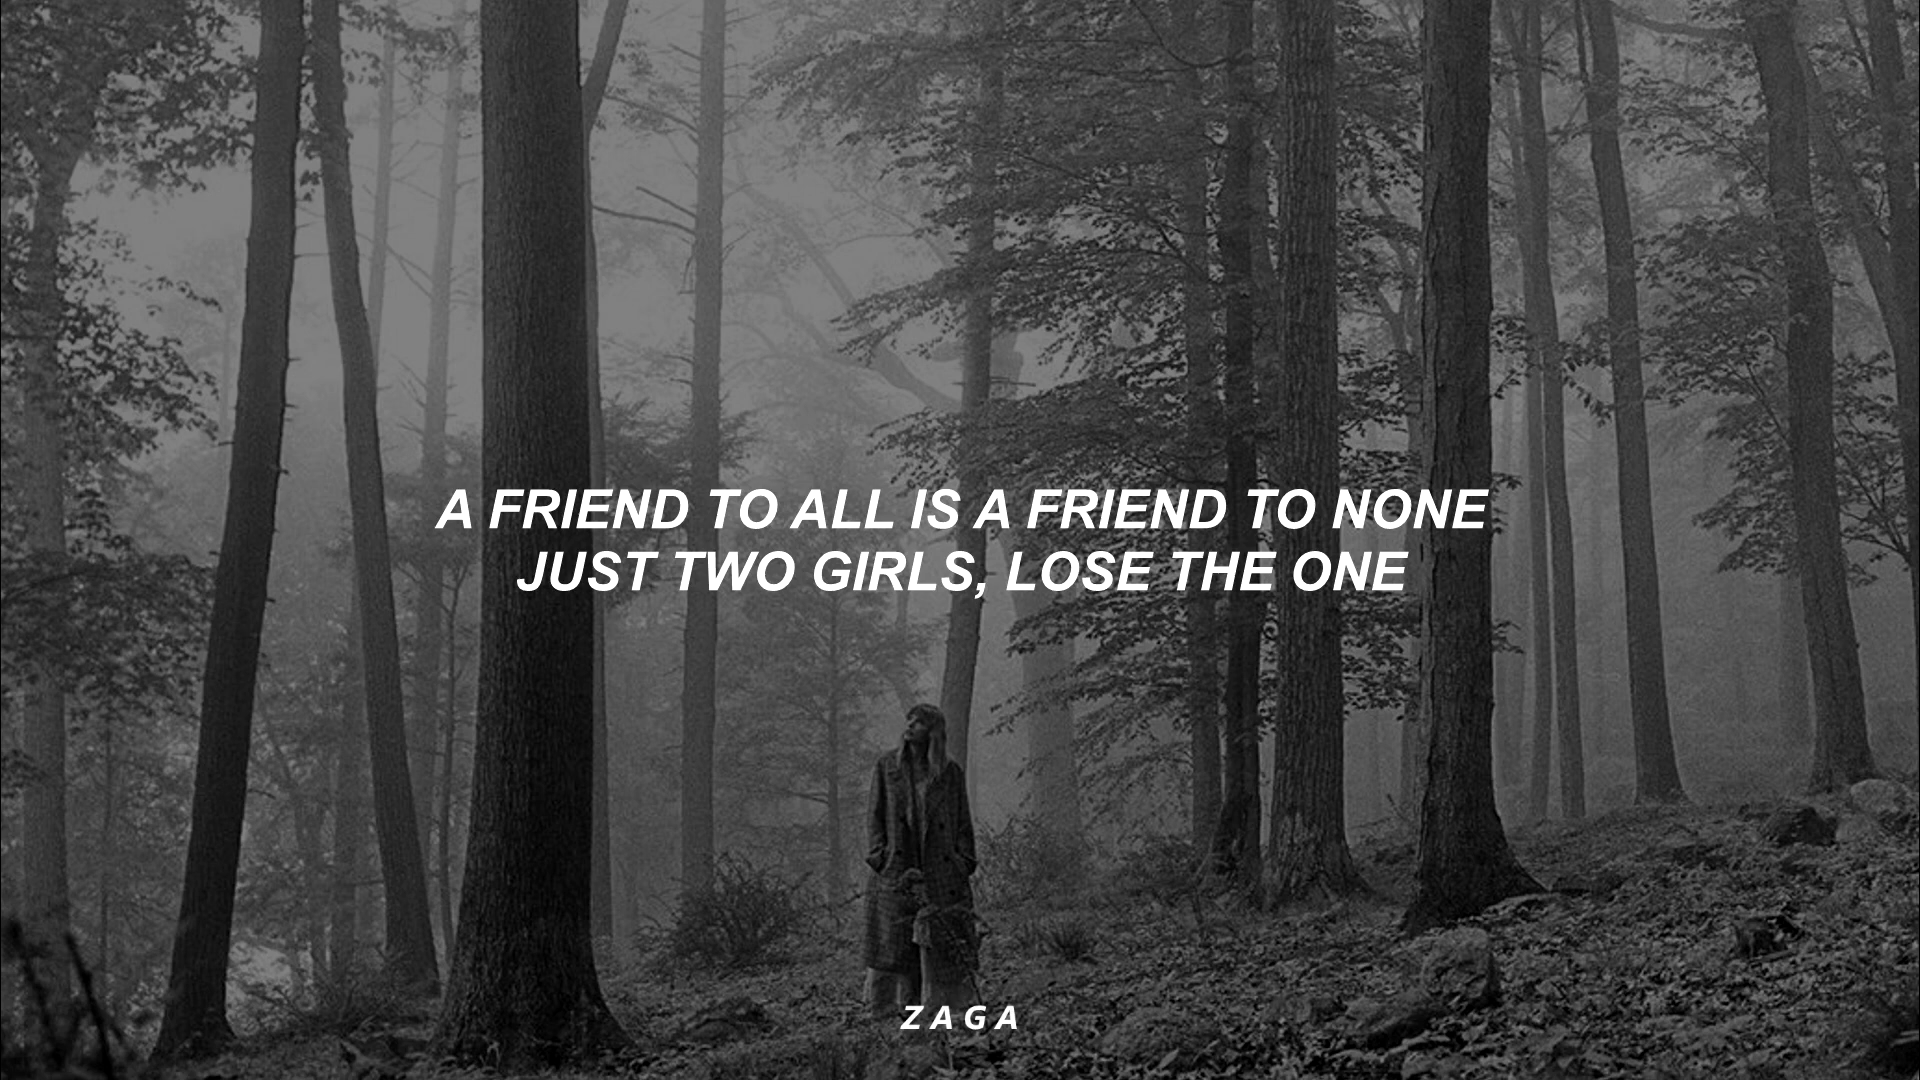 A FRIEND TO ALL IS A FRIEND TO NONE
JUST TWO GIRLS, LOSE THE ONE
ZAGA